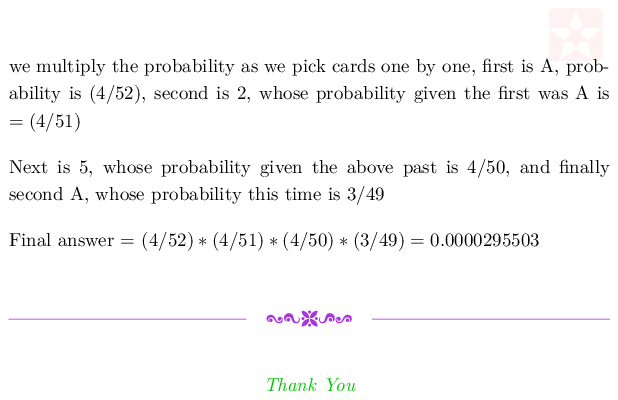 we multiply the probability as we pick cards one by one, first is A, prob-
ability is (4/52), second is 2, whose probability given the first was A is
= (4/51)
Next is 5, whose probability given the above past is 4/50, and finally
second A, whose probability this time is 3/49
Final answer = (4/52) ∗ (4/51) ∗ (4/50) ∗ (3/49) = 0.0000295503
Thank You